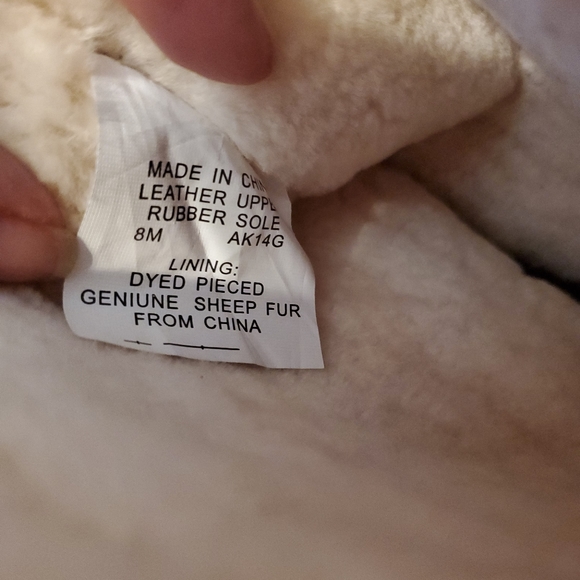 MADE IN
LEATHER
RUBBER SOLE
8M AK14G
LINING:
DYED PIECED
GENIUNE SHEEP FUR
FROM CHINA